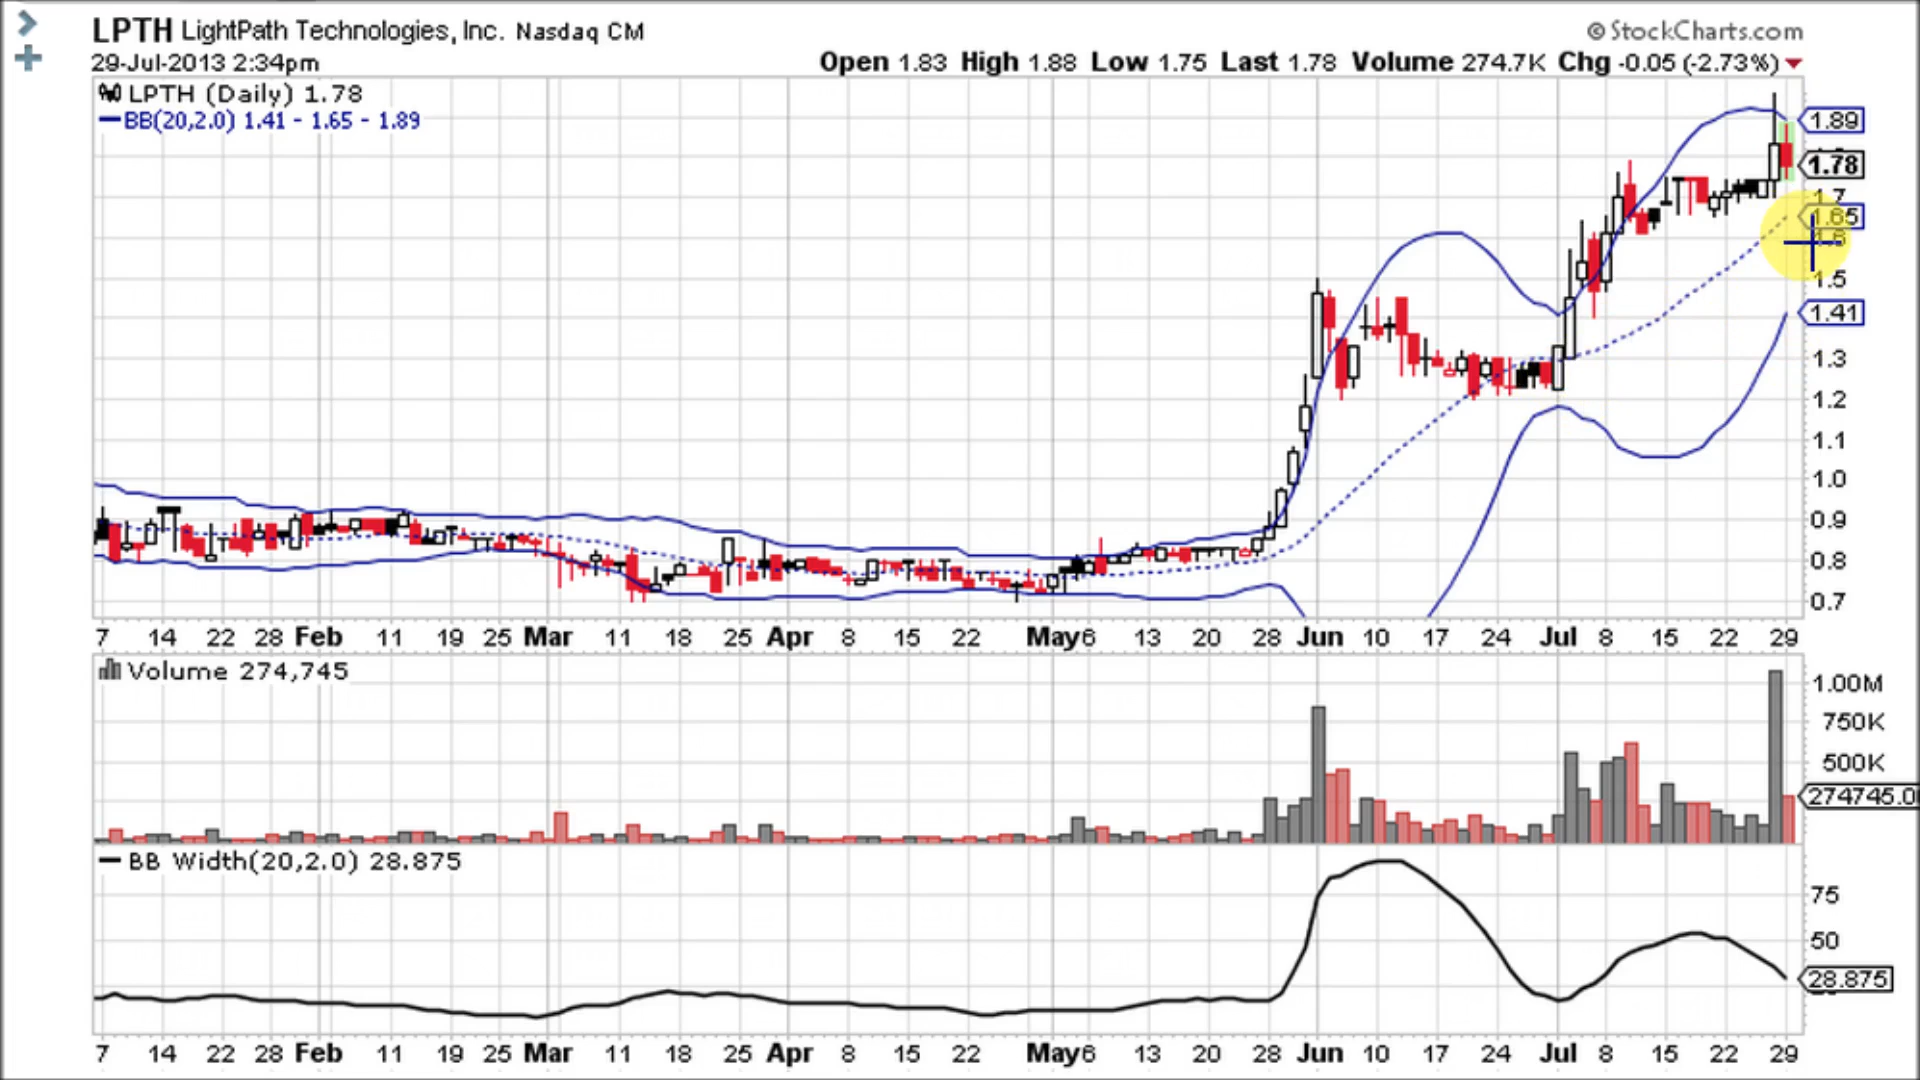 LPTH LightPath Technologies, Inc. Nasdaq CM
© StockCharts.com
29-Jul-2013 2:34pm
Open 1.83 High 1.88 Low 1.75 Last 1.78 Volume 274.7K Chg -0.05 (-2.73%)
LPTH (Daily) 1.78
BB(20,2.0) 1.41 - 1.65 - 1.89
1.89
1.78
1.7
1.65
1.6
1.5
1.41
1.3
1.2
1.1
1.0
0.9
0.8
0.7
7 14 22 28 Feb 11 19 25 Mar 11 18 25 Apr 8 15 22 May 6 13 20 28 Jun 10 17 24 Jul 8 15 22 29
Volume 274,745
1.00M
750K
500K
274745.0
BB Width(20,2.0) 28.875
75
50
28.875
7 14 22 28 Feb 11 19 25 Mar 11 18 25 Apr 8 15 22 May 6 13 20 28 Jun 10 17 24 Jul 8 15 22 29